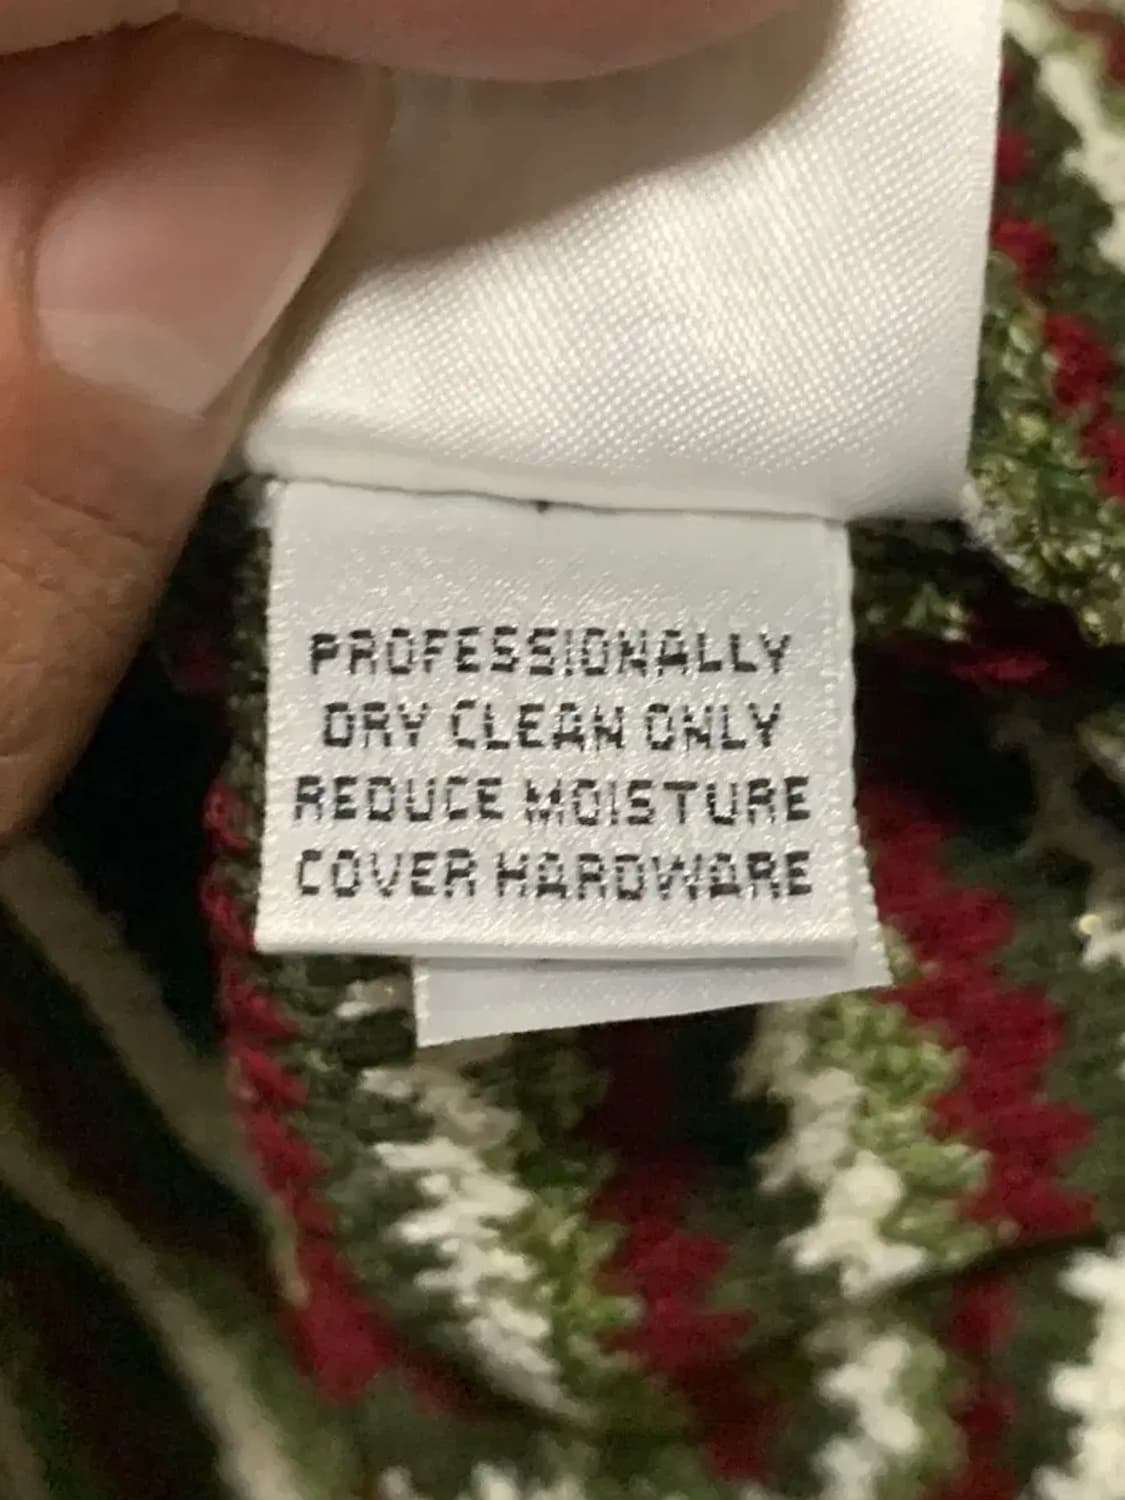 PROFESSIONALLY
DRY CLEAN ONLY
REDUCE MOISTURE
COVER HARDWARE